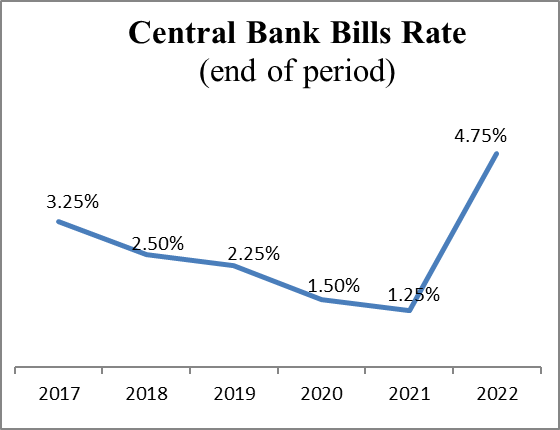 Central Bank Bills Rate
(end of period)
4.75%
3.25%
2.50%
2.25%
1.50%
1.25%
2017 2018 2019 2020 2021 2022